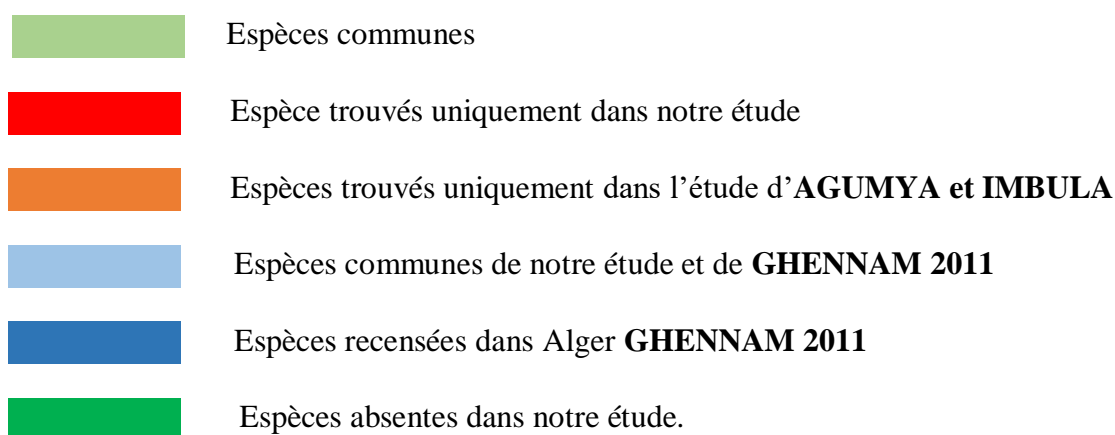 Espèces communes
Espèce trouvés uniquement dans notre étude
Espèces trouvés uniquement dans l’étude d’AGUMYA et IMBULA
Espèces communes de notre étude et de GHENNAM 2011
Espèces recensées dans Alger GHENNAM 2011
Espèces absentes dans notre étude.